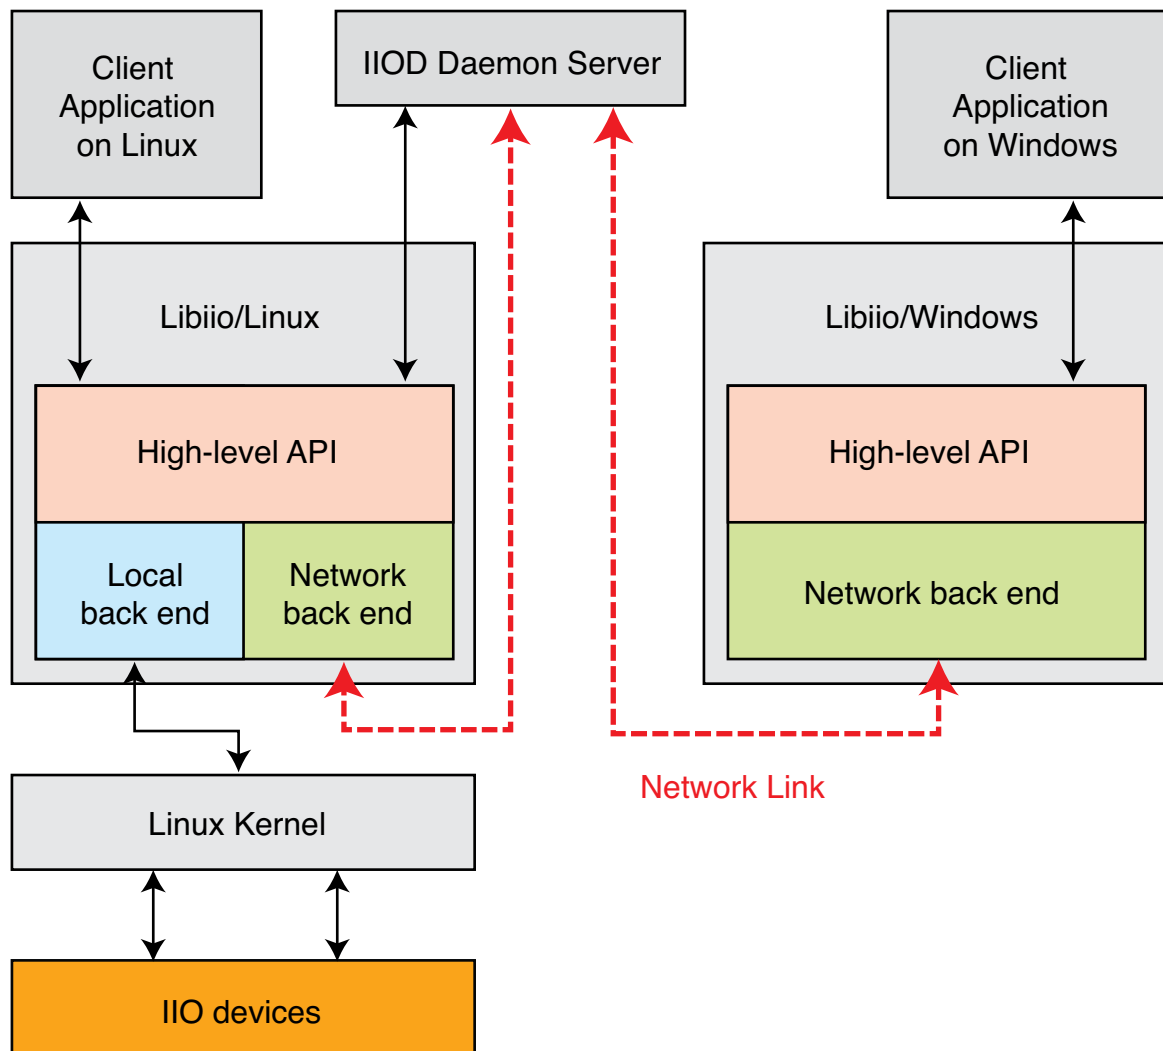 Client
Application
on Linux
IIOD Daemon Server
Client
Application
on Windows
Libiio/Linux
Libiio/Windows
High-level API
High-level API
Local
back end
Network
back end
Network back end
Network Link
Linux Kernel
IIO devices